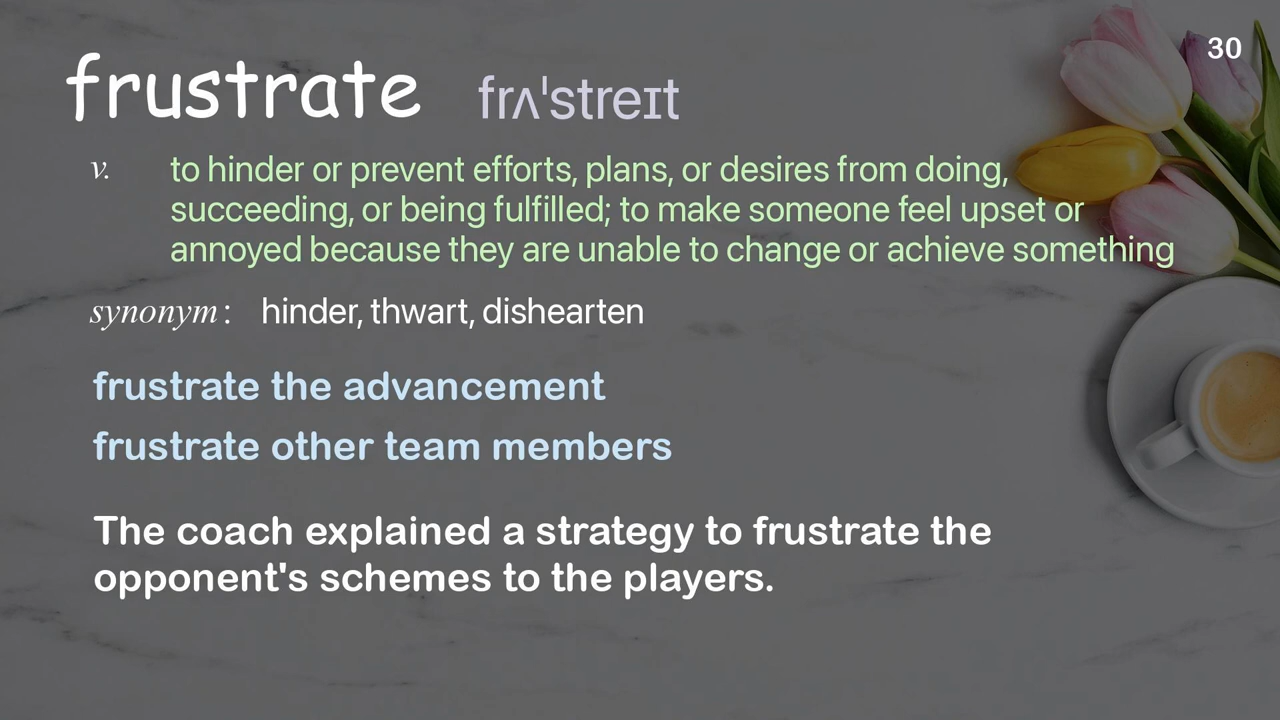 30
frustrate frʌˈstreɪt
v. to hinder or prevent efforts, plans, or desires from doing,
succeeding, or being fulfilled; to make someone feel upset or
annoyed because they are unable to change or achieve something
synonym: hinder, thwart, dishearten
frustrate the advancement
frustrate other team members
The coach explained a strategy to frustrate the
opponent's schemes to the players.